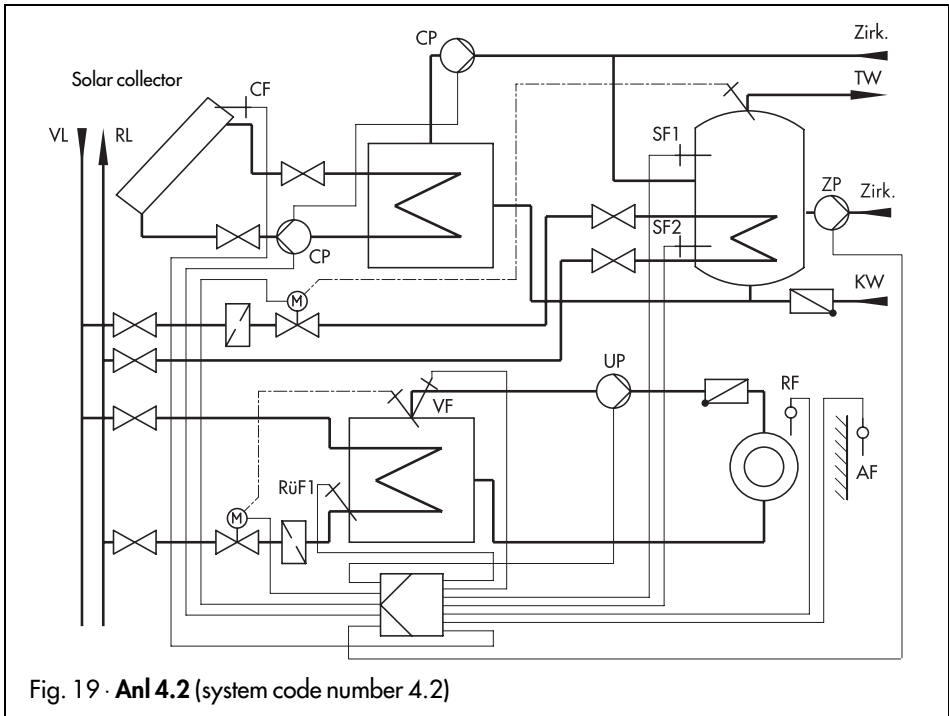 CP
Zirk.
Solar collector
CF
TW
VL
RL
SF1
ZP
Zirk.
SF2
CP
KW
M
UP
RF
VF
AF
RüF1
M
Fig. 19 · Anl 4.2 (system code number 4.2)